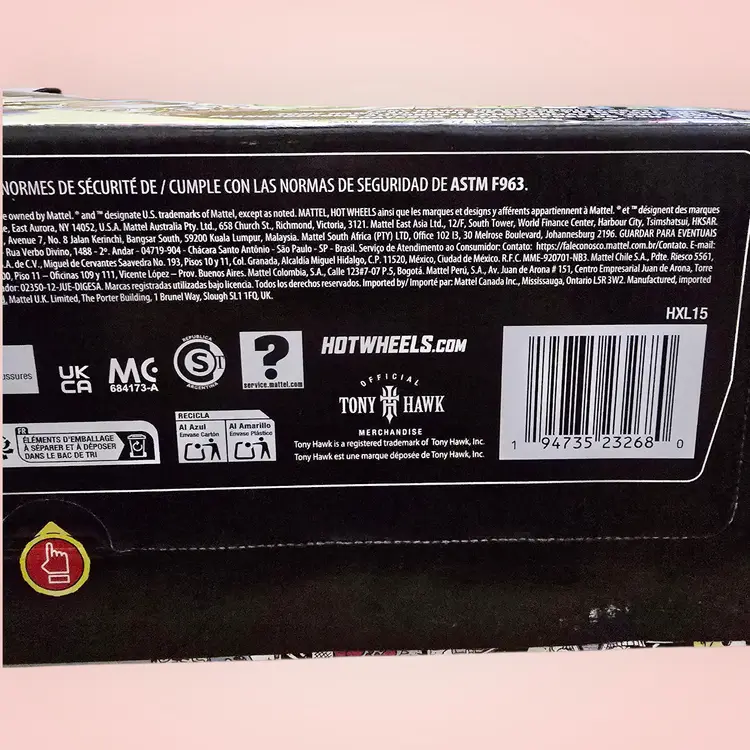 NORMES DE SÉCURITÉ DE / CUMPLE CON LAS NORMAS DE SEGURIDAD DE ASTM F963.
e owned by Mattel. ® and ™ designate U.S. trademarks of Mattel, except as noted. MATTEL, HOT WHEELS ainsi que les marques et designs y afférents appartiennent à Mattel. ® et ™ désignent des marques
e, East Aurora, NY 14052, U.S.A. Mattel Australia Pty. Ltd., 658 Church St., Richmond, Victoria, 3121. Mattel East Asia Ltd., 12/F, South Tower, World Finance Center, Harbour City, Tsimshatsui, HKSAR.
, Avenue 7, No. 8 Jalan Kerinchi, Bangsar South, 59200 Kuala Lumpur, Malaysia. Mattel South Africa (PTY) LTD, Office 102 I3, 30 Melrose Boulevard, Johannesburg 2196. GUARDAR PARA EVENTUAIS
Rua Verbo Divino, 1488 - 2º. Andar - 04719-904 - Chácara Santo Antônio - São Paulo - SP - Brasil. Serviço de Atendimento ao Consumidor: Contato: https://faleconosco.mattel.com.br/Contato. E-mail:
.A. de C.V., Miguel de Cervantes Saavedra No. 193, Pisos 10 y 11, Col. Granada, Alcaldía Miguel Hidalgo, C.P. 11520, México, Ciudad de México. R.F.C. MME-920701-NB3. Mattel Chile S.A., Pdte. Riesco 5561,
30, Piso 11 – Oficinas 109 y 111, Vicente López – Prov. Buenos Aires. Mattel Colombia, S.A., Calle 123#7-07 P.5, Bogotá. Mattel Perú, S.A., Av. Juan de Arona # 151, Centro Empresarial Juan de Arona, Torre
ador: 02350-12-JUE-DIGESA. Marcas registradas utilizadas bajo licencia. Todos los derechos reservados. Imported by/ Importé par: Mattel Canada Inc., Mississauga, Ontario L5R 3W2. Manufactured, imported
d, Mattel U.K. Limited, The Porter Building, 1 Brunel Way, Slough SL1 1FQ, UK.
HXL15
ussures
UK
CA
MC
684173-A
REPUBLICA
S
ARGENTINA
?
service.mattel.com
HOTWHEELS.COM
OFFICIAL
TONY HAWK
MERCHANDISE
Tony Hawk is a registered trademark of Tony Hawk, Inc.
Tony Hawk est une marque déposée de Tony Hawk, Inc.
1 94735 23268 0
FR
ÉLÉMENTS D'EMBALLAGE
À SÉPARER ET À DÉPOSER
DANS LE BAC DE TRI
RECICLA
Al Azul
Envase Cartón
Al Amarillo
Envase Plástico